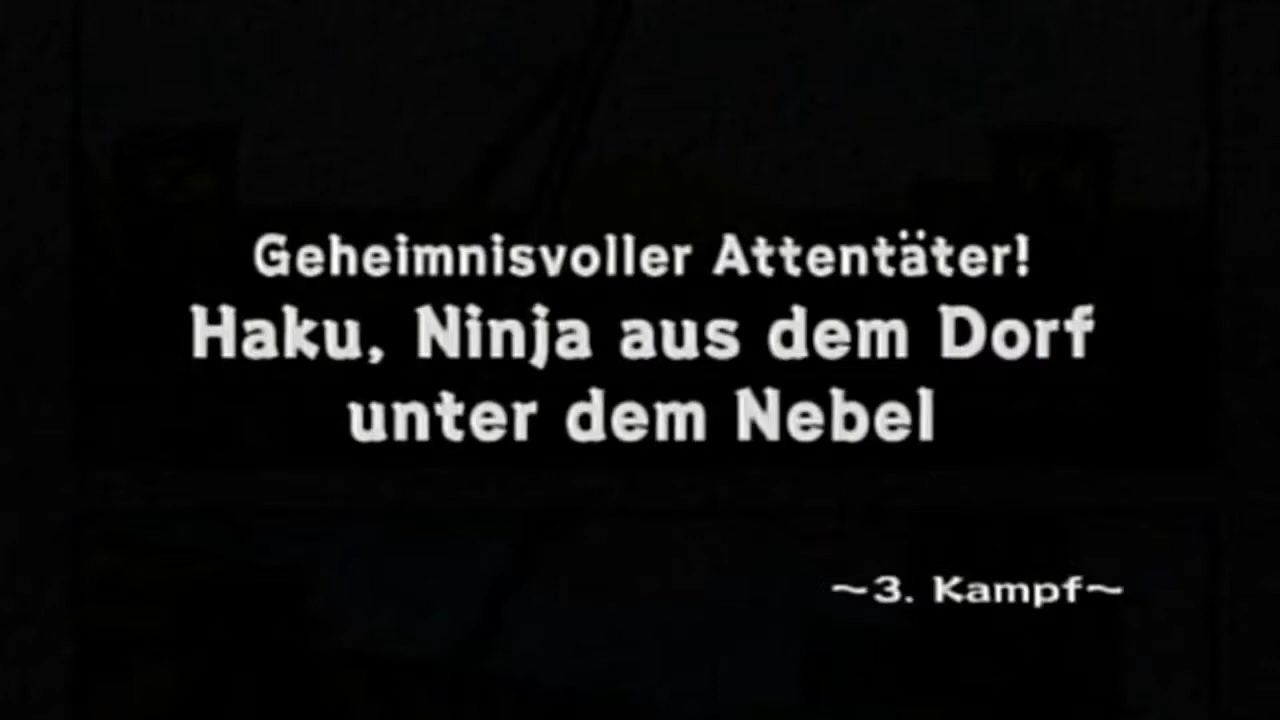 Geheimnisvoller Attentäter!
Haku, Ninja aus dem Dorf
unter dem Nebel
~3. Kampf~